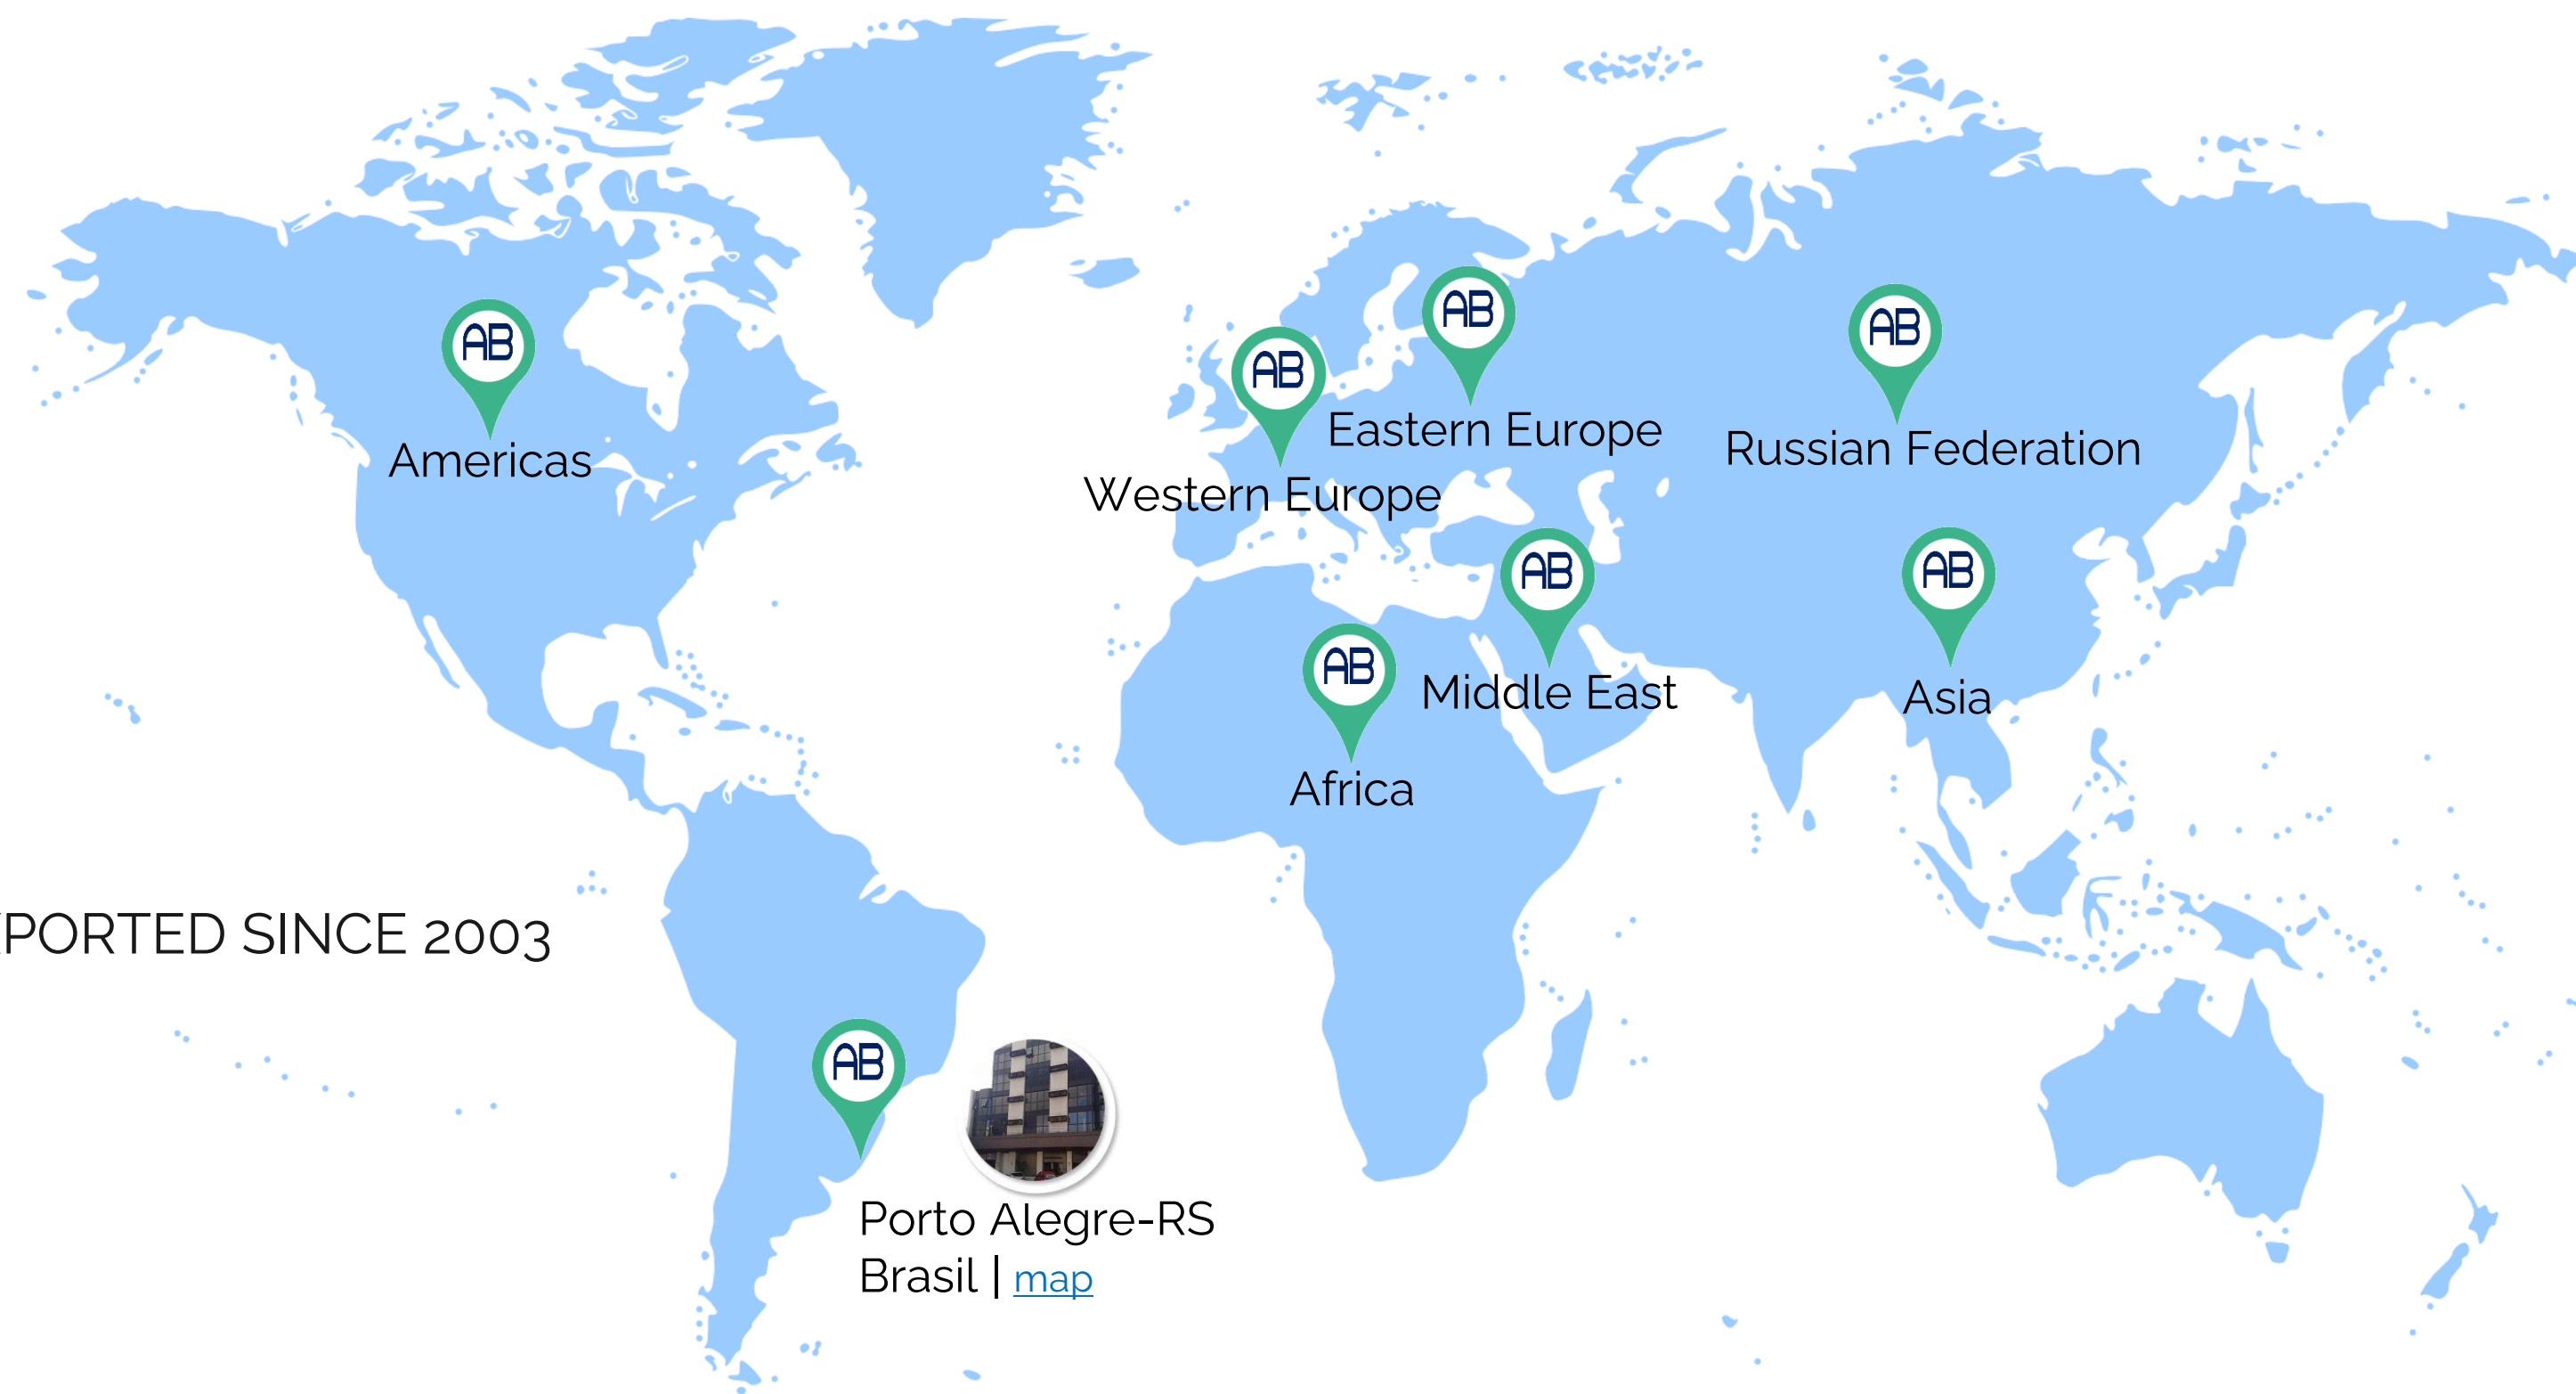 AB
AB
AB
AB
Americas
Eastern Europe
Russian Federation
Western Europe
AB
AB
AB
Middle East
Asia
Africa
PORTED SINCE 2003
AB
Porto Alegre-RS
Brasil | map